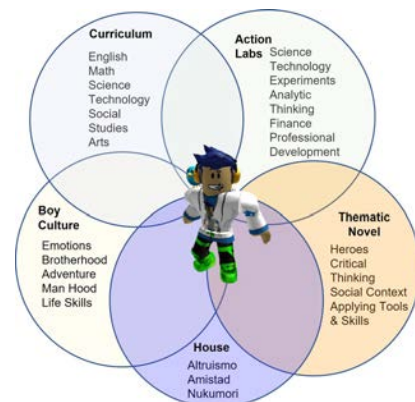 Curriculum
English
Math
Science
Technology
Social
Studies
Arts
Action
Labs
Science
Technology
Experiments
Analytic
Thinking
Finance
Professional
Development
Boy
Culture
Emotions
Brotherhood
Adventure
Man Hood
Life Skills
Thematic
Novel
Heroes
Critical
Thinking
Social Context
Applying Tools
& Skills
House
Altruismo
Amistad
Nukumori